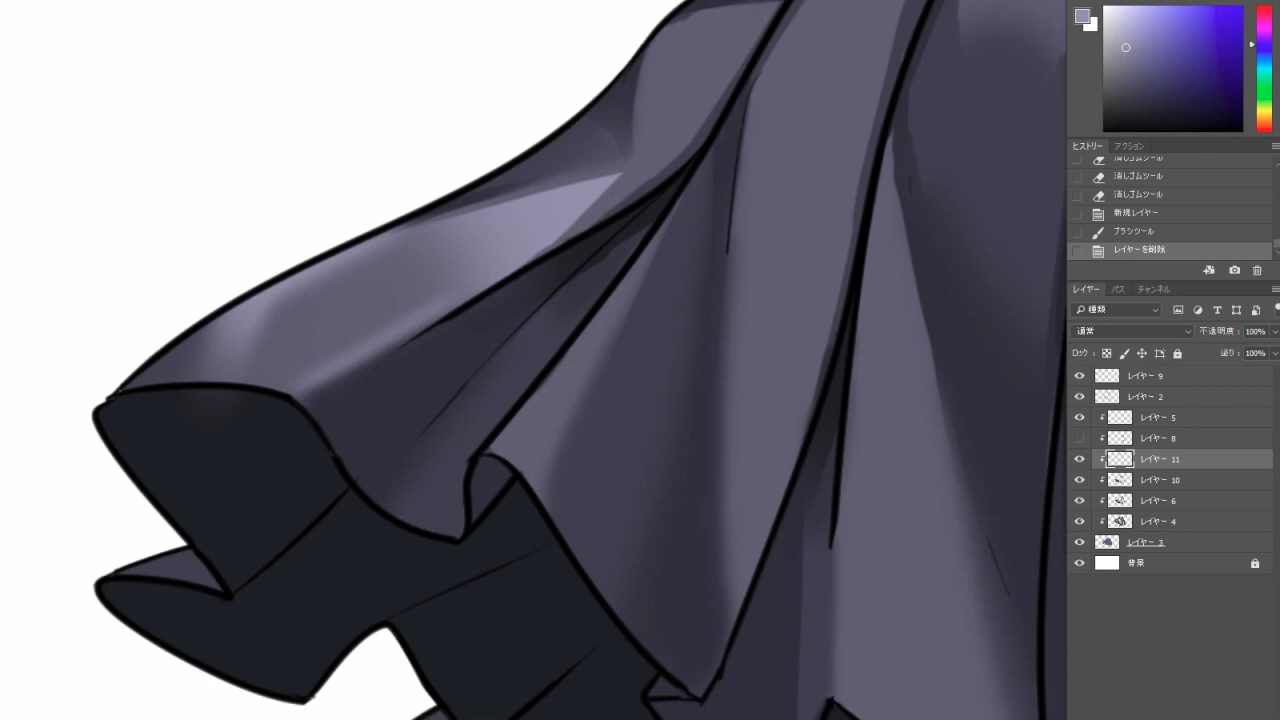 ヒストリー アクション
消しゴムツール
消しゴムツール
消しゴムツール
新規レイヤー
ブラシツール
レイヤーを削除
レイヤー パス チャンネル
種類
通常 不透明度： 100%
ロック： 塗り： 100%
レイヤー 9
レイヤー 2
レイヤー 5
レイヤー 8
レイヤー 11
レイヤー 10
レイヤー 6
レイヤー 4
レイヤー 3
背景